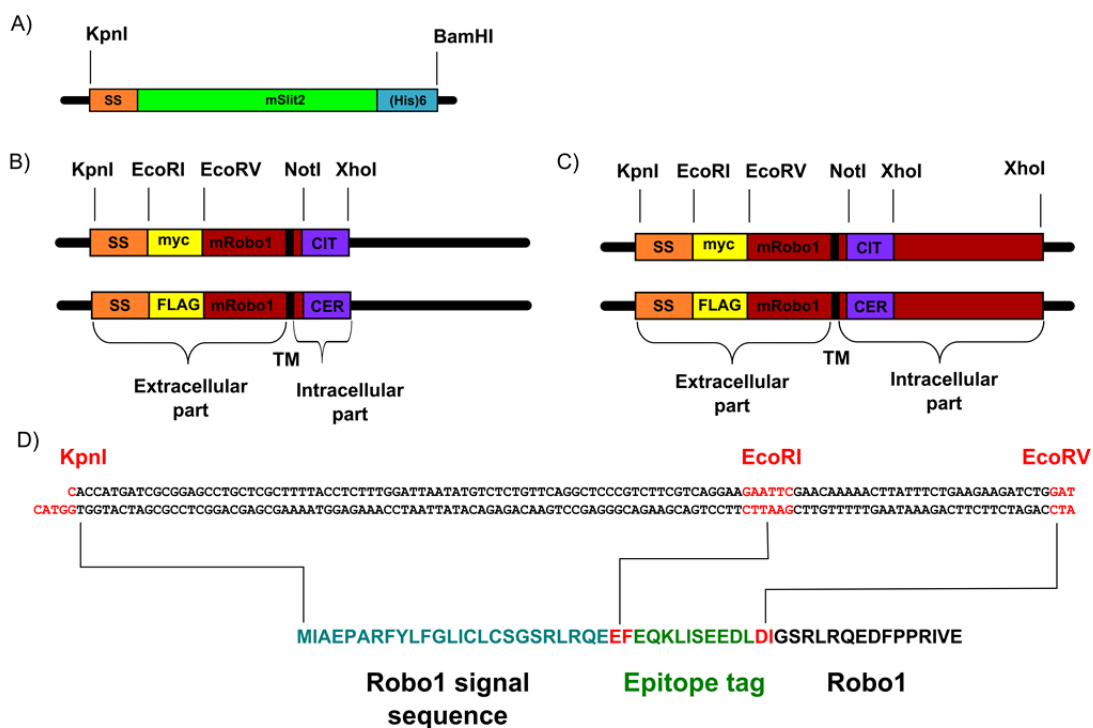 A)
KpnI
BamHI
SS mSlit2 (His)6
B)
KpnI EcoRI EcoRV NotI XhoI
SS myc mRobo1 CIT
SS FLAG mRobo1 CER
TM
Extracellular
part
Intracellular
part
C)
KpnI EcoRI EcoRV NotI XhoI XhoI
SS myc mRobo1 CIT
SS FLAG mRobo1 CER
TM
Extracellular
part
Intracellular
part
D)
KpnI EcoRI EcoRV
CACCATGATCGCGGAGCCTGCTCGCTTTTACCTCTTTGGATTAATATGTCTCTGTTCAGGCTCCCGTCTTCGTCAGGAAGAATTCGAACAAAAACTTATTTCTGAAGAAGATCTGGAT
CATGGTGGTACTAGCGCCTCGGACGAGCGAAAATGGAGAAACCTAATTATACAGAGACAAGTCCGAGGGCAGAAGCAGTCCTTCTTAAGCTTGTTTTTGAATAAAGACTTCTTCTAGACCTA
MIAEPARFYLFGLICLCSGSRLRQEEFEQKLISEEDLDIGSRLRQEDFPPRIVE
Robo1 signal
sequence
Epitope tag
Robo1